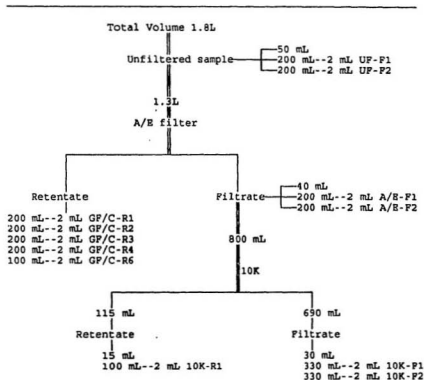 Total Volume 1.8L
Unfiltered sample
50 mL
200 mL--2 mL UF-F1
200 mL--2 mL UF-F2
1.3L
A/E filter
Retentate
200 mL--2 mL GF/C-R1
200 mL--2 mL GF/C-R2
200 mL--2 mL GF/C-R3
200 mL--2 mL GF/C-R4
100 mL--2 mL GF/C-R6
Filtrate
40 mL
200 mL--2 mL A/E-F1
200 mL--2 mL A/E-F2
800 mL
10K
115 mL
Retentate
15 mL
100 mL--2 mL 10K-R1
690 mL
Filtrate
30 mL
330 mL--2 mL 10K-F1
330 mL--2 mL 10K-F2